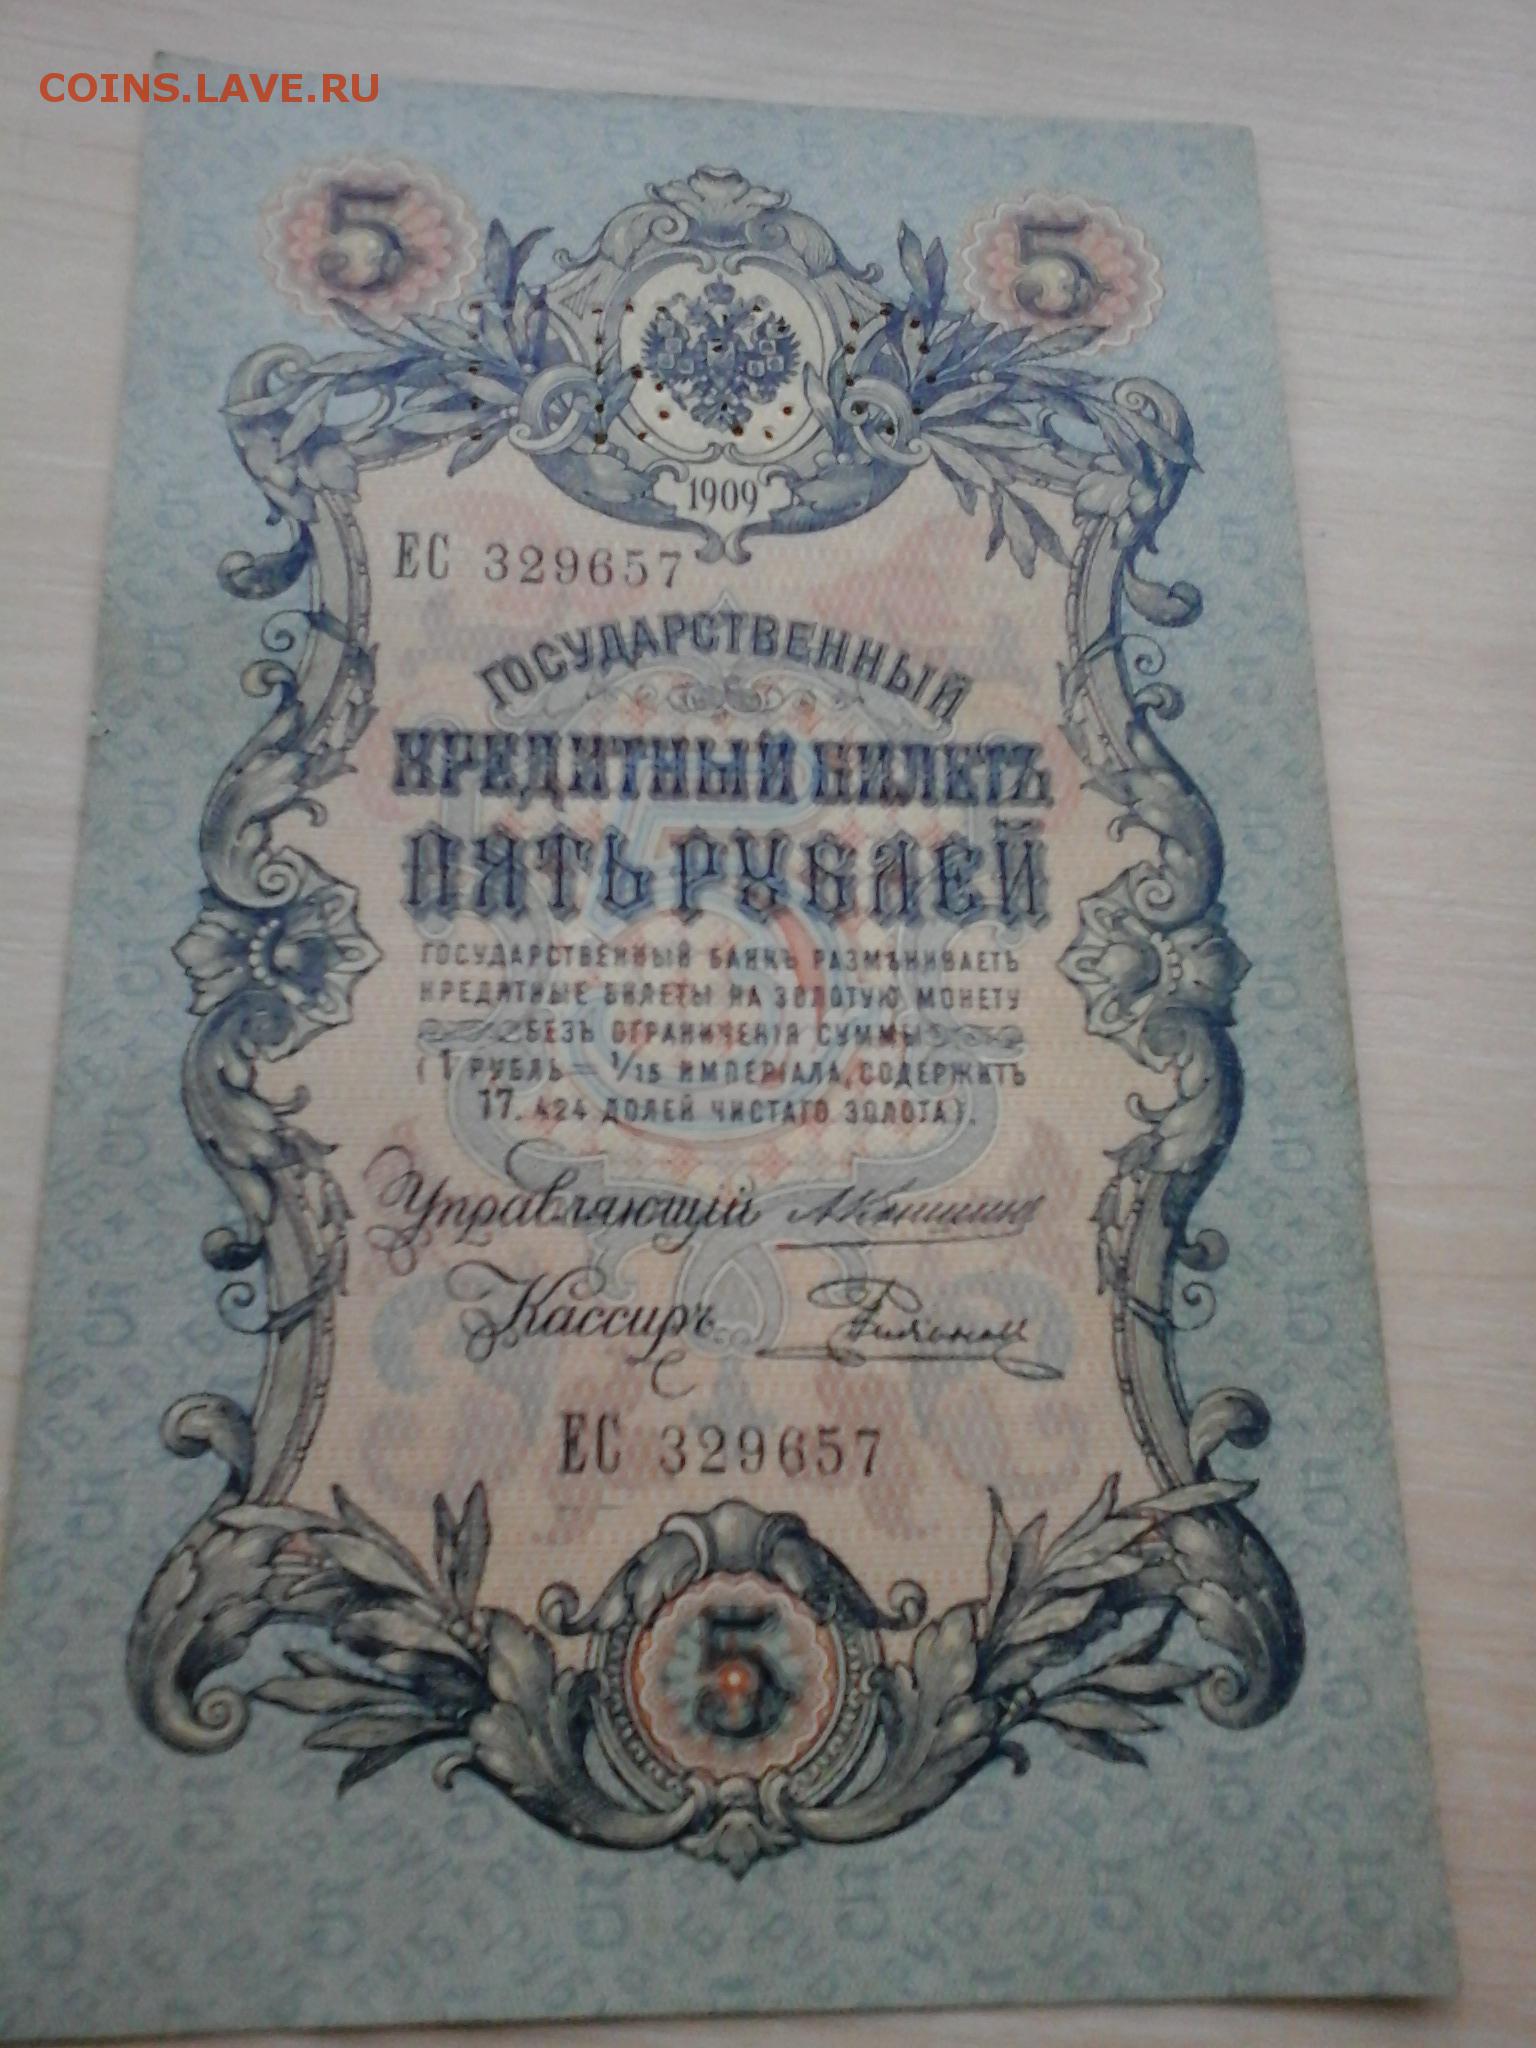 COINS.LAVE.RU
5 5
1909
ЕС 329657
ГОСУДАРСТВЕННЫЙ
КРЕДИТНЫЙ БИЛЕТЪ
ПЯТЬ РУБЛЕЙ
ГОСУДАРСТВЕННЫЙ БАНКЪ РАЗМѢНИВАЕТЪ
КРЕДИТНЫЕ БИЛЕТЫ НА ЗОЛОТУЮ МОНЕТУ
БЕЗЪ ОГРАНИЧЕНІЯ СУММЫ
(1 РУБЛЬ = 1/15 ИМПЕРІАЛА, СОДЕРЖИТЪ
17.424 ДОЛЕЙ ЧИСТАГО ЗОЛОТА).
Управляющій
Кассиръ
ЕС 329657
5